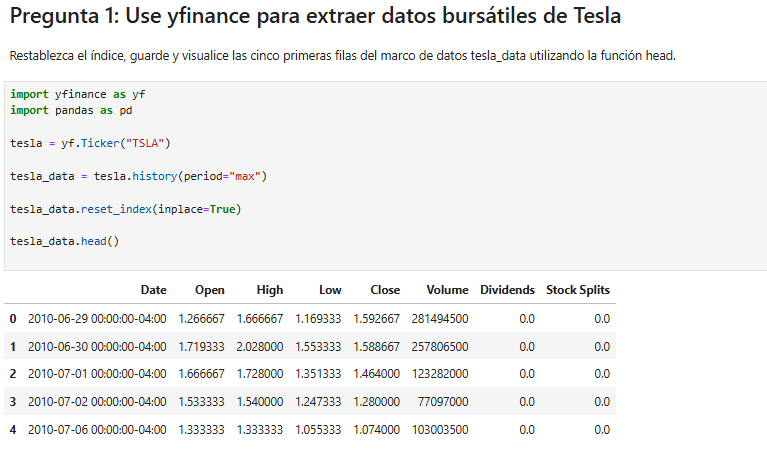 Pregunta 1: Use yfinance para extraer datos bursátiles de Tesla
Restablezca el índice, guarde y visualice las cinco primeras filas del marco de datos tesla_data utilizando la función head.
import yfinance as yf
import pandas as pd
tesla = yf.Ticker("TSLA")
tesla_data = tesla.history(period="max")
tesla_data.reset_index(inplace=True)
tesla_data.head()
Date Open High Low Close Volume Dividends Stock Splits
0 2010-06-29 00:00:00-04:00 1.266667 1.666667 1.169333 1.592667 281494500 0.0 0.0
1 2010-06-30 00:00:00-04:00 1.719333 2.028000 1.553333 1.588667 257806500 0.0 0.0
2 2010-07-01 00:00:00-04:00 1.666667 1.728000 1.351333 1.464000 123282000 0.0 0.0
3 2010-07-02 00:00:00-04:00 1.533333 1.540000 1.247333 1.280000 77097000 0.0 0.0
4 2010-07-06 00:00:00-04:00 1.333333 1.333333 1.055333 1.074000 103003500 0.0 0.0